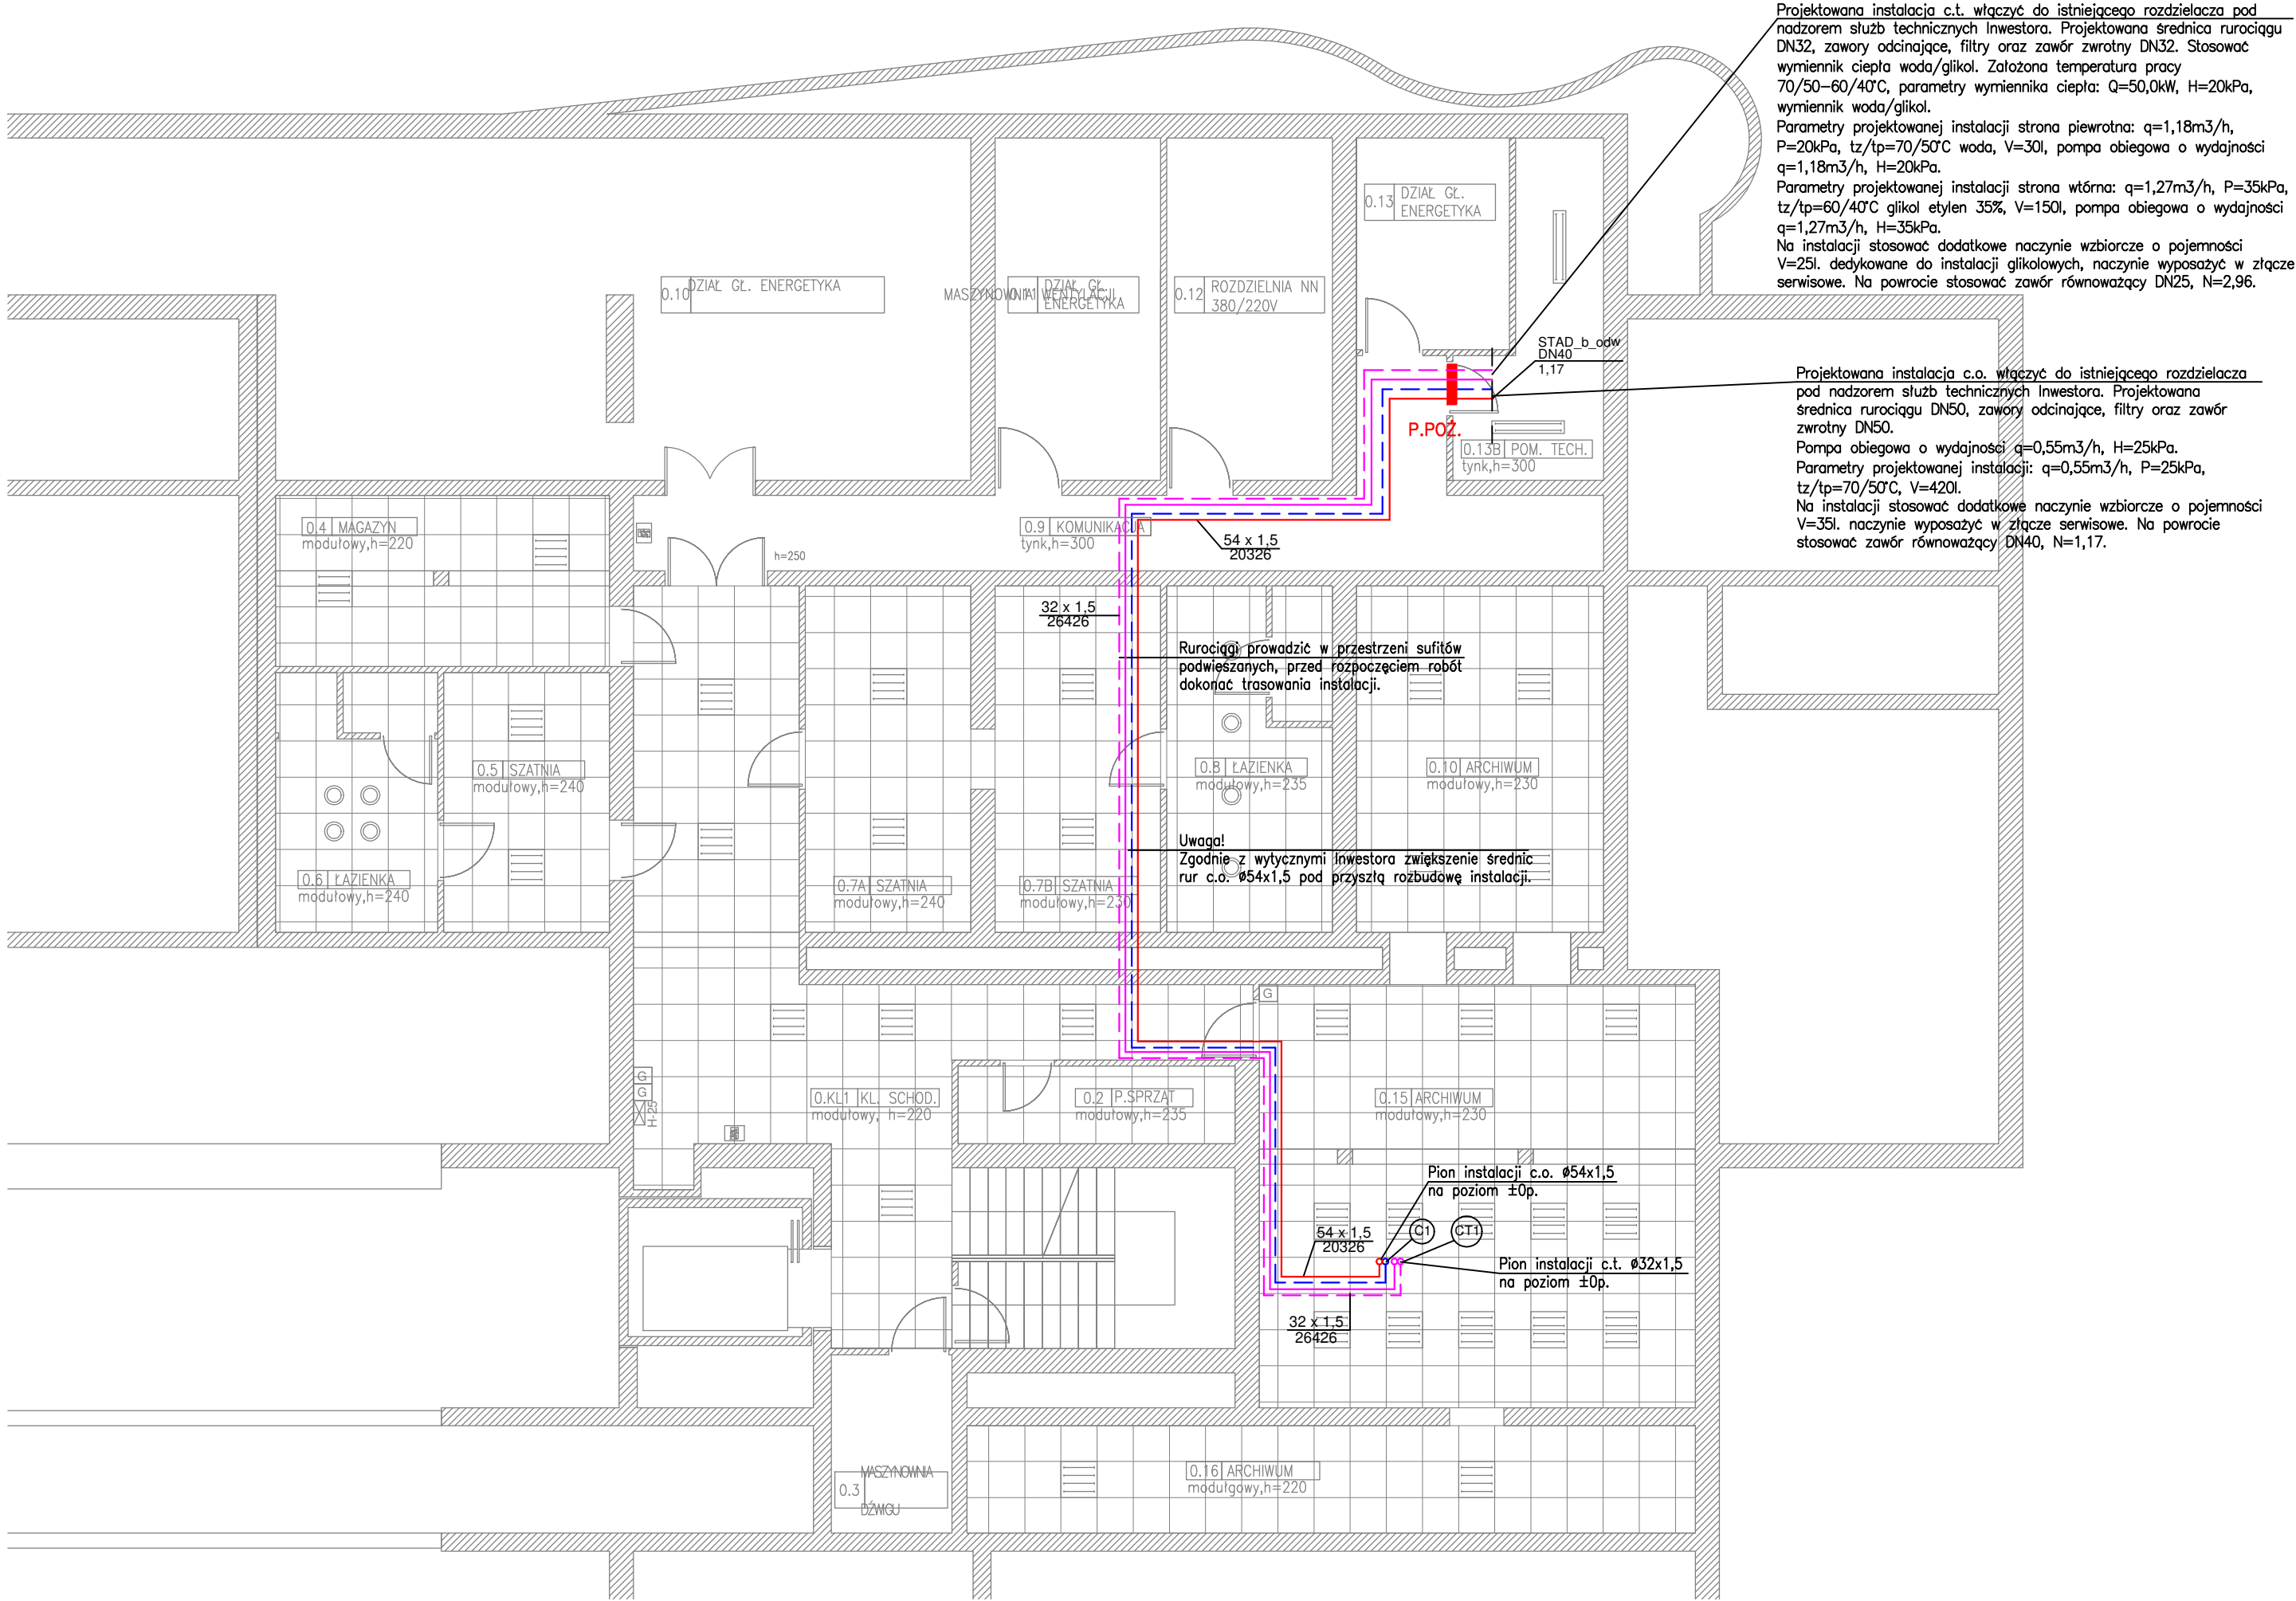 Projektowana instalacja c.t. włączyć do istniejącego rozdzielacza pod
nadzorem służb technicznych Inwestora. Projektowana średnica rurociągu
DN32, zawory odcinające, filtry oraz zawór zwrotny DN32. Stosować
wymiennik ciepła woda/glikol. Założona temperatura pracy
70/50-60/40°C, parametry wymiennika ciepła: Q=50,0kW, H=20kPa,
wymiennik woda/glikol.
Parametry projektowanej instalacji strona piewrotna: q=1,18m3/h,
P=20kPa, tz/tp=70/50°C woda, V=30l, pompa obiegowa o wydajności
q=1,18m3/h, H=20kPa.
Parametry projektowanej instalacji strona wtórna: q=1,27m3/h, P=35kPa,
tz/tp=60/40°C glikol etylen 35%, V=150l, pompa obiegowa o wydajności
q=1,27m3/h, H=35kPa.
Na instalacji stosować dodatkowe naczynie wzbiorcze o pojemności
V=25l. dedykowane do instalacji glikolowych, naczynie wyposażyć w złącze
serwisowe. Na powrocie stosować zawór równoważący DN25, N=2,96.
0.13 DZIAŁ GŁ.
ENERGETYKA
0.10 DZIAŁ GŁ. ENERGETYKA
MASZYNOWNIA WENTYLACJI
0.11 DZIAŁ GŁ.
ENERGETYKA
0.12 ROZDZIELNIA NN
380/220V
STAD_b_odw
DN40
1,17
Projektowana instalacja c.o. włączyć do istniejącego rozdzielacza
pod nadzorem służb technicznych Inwestora. Projektowana
średnica rurociągu DN50, zawory odcinające, filtry oraz zawór
zwrotny DN50.
Pompa obiegowa o wydajności q=0,55m3/h, H=25kPa.
Parametry projektowanej instalacji: q=0,55m3/h, P=25kPa,
tz/tp=70/50°C, V=420l.
Na instalacji stosować dodatkowe naczynie wzbiorcze o pojemności
V=35l. naczynie wyposażyć w złącze serwisowe. Na powrocie
stosować zawór równoważący DN40, N=1,17.
P.POŻ.
0.13B POM. TECH.
tynk,h=300
0.4 MAGAZYN
modułowy,h=220
0.9 KOMUNIKACJA
tynk,h=300
54 x 1,5
20326
h=250
32 x 1,5
26426
Rurociągi prowadzić w przestrzeni sufitów
podwieszanych, przed rozpoczęciem robót
dokonać trasowania instalacji.
0.5 SZATNIA
modułowy,h=240
0.8 ŁAZIENKA
modułowy,h=235
0.10 ARCHIWUM
modułowy,h=230
Uwaga!
Zgodnie z wytycznymi Inwestora zwiększenie średnic
rur c.o. ø54x1,5 pod przyszłą rozbudowę instalacji.
0.6 ŁAZIENKA
modułowy,h=240
0.7A SZATNIA
modułowy,h=240
0.7B SZATNIA
modułowy,h=230
G
G
G
H-25
0.KL1 KL. SCHOD.
modułowy, h=220
0.2 P.SPRZĄT
modułowy,h=235
0.15 ARCHIWUM
modułowy,h=230
Pion instalacji c.o. ø54x1,5
na poziom ±0p.
54 x 1,5
20326
C1
CT1
Pion instalacji c.t. ø32x1,5
na poziom ±0p.
32 x 1,5
26426
MASZYNOWNIA
0.3
DŹWIGU
0.16 ARCHIWUM
modułgowy,h=220